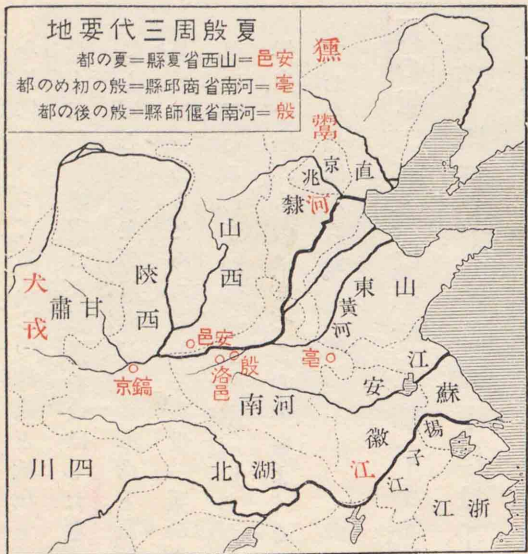 夏殷周三代要地
安邑=山西省夏縣=夏の都
亳=河南省商邱縣=殷の初めの都
殷=河南省偃師縣=殷の後の都
獯鬻
直隸
京兆
河
山西
陝西
甘肅
犬戎
山東
黃河
安邑
殷
洛邑
亳
鎬京
河南
安徽
江蘇
揚子江
江
湖北
四川
浙江